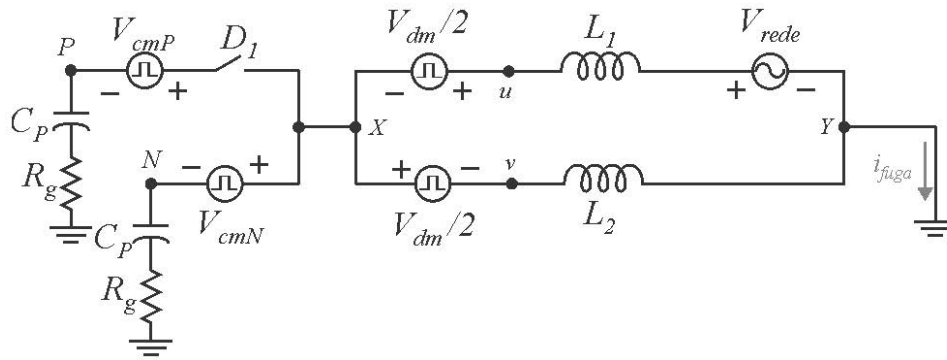 V_cmP D_1 V_dm/2 L_1 V_rede
P − + − + u + −
C_P X Y
R_g N − + + − v i_fuga
C_P V_cmN V_dm/2 L_2
R_g